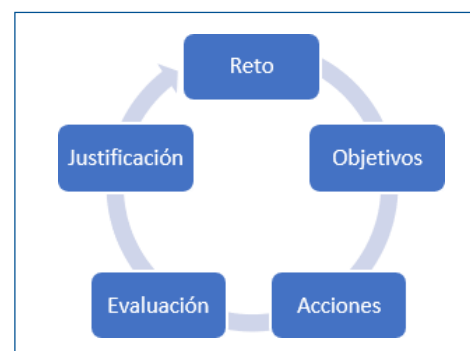 Reto
Objetivos
Acciones
Evaluación
Justificación